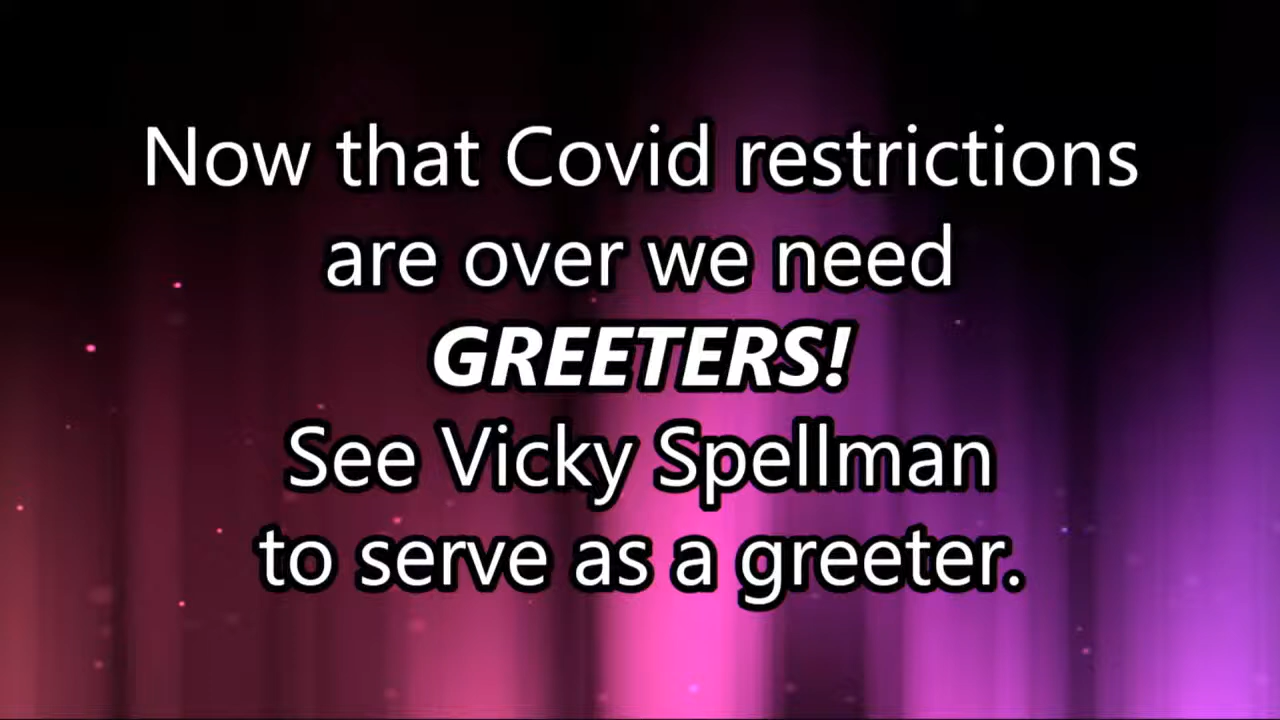 Now that Covid restrictions
are over we need
GREETERS!
See Vicky Spellman
to serve as a greeter.